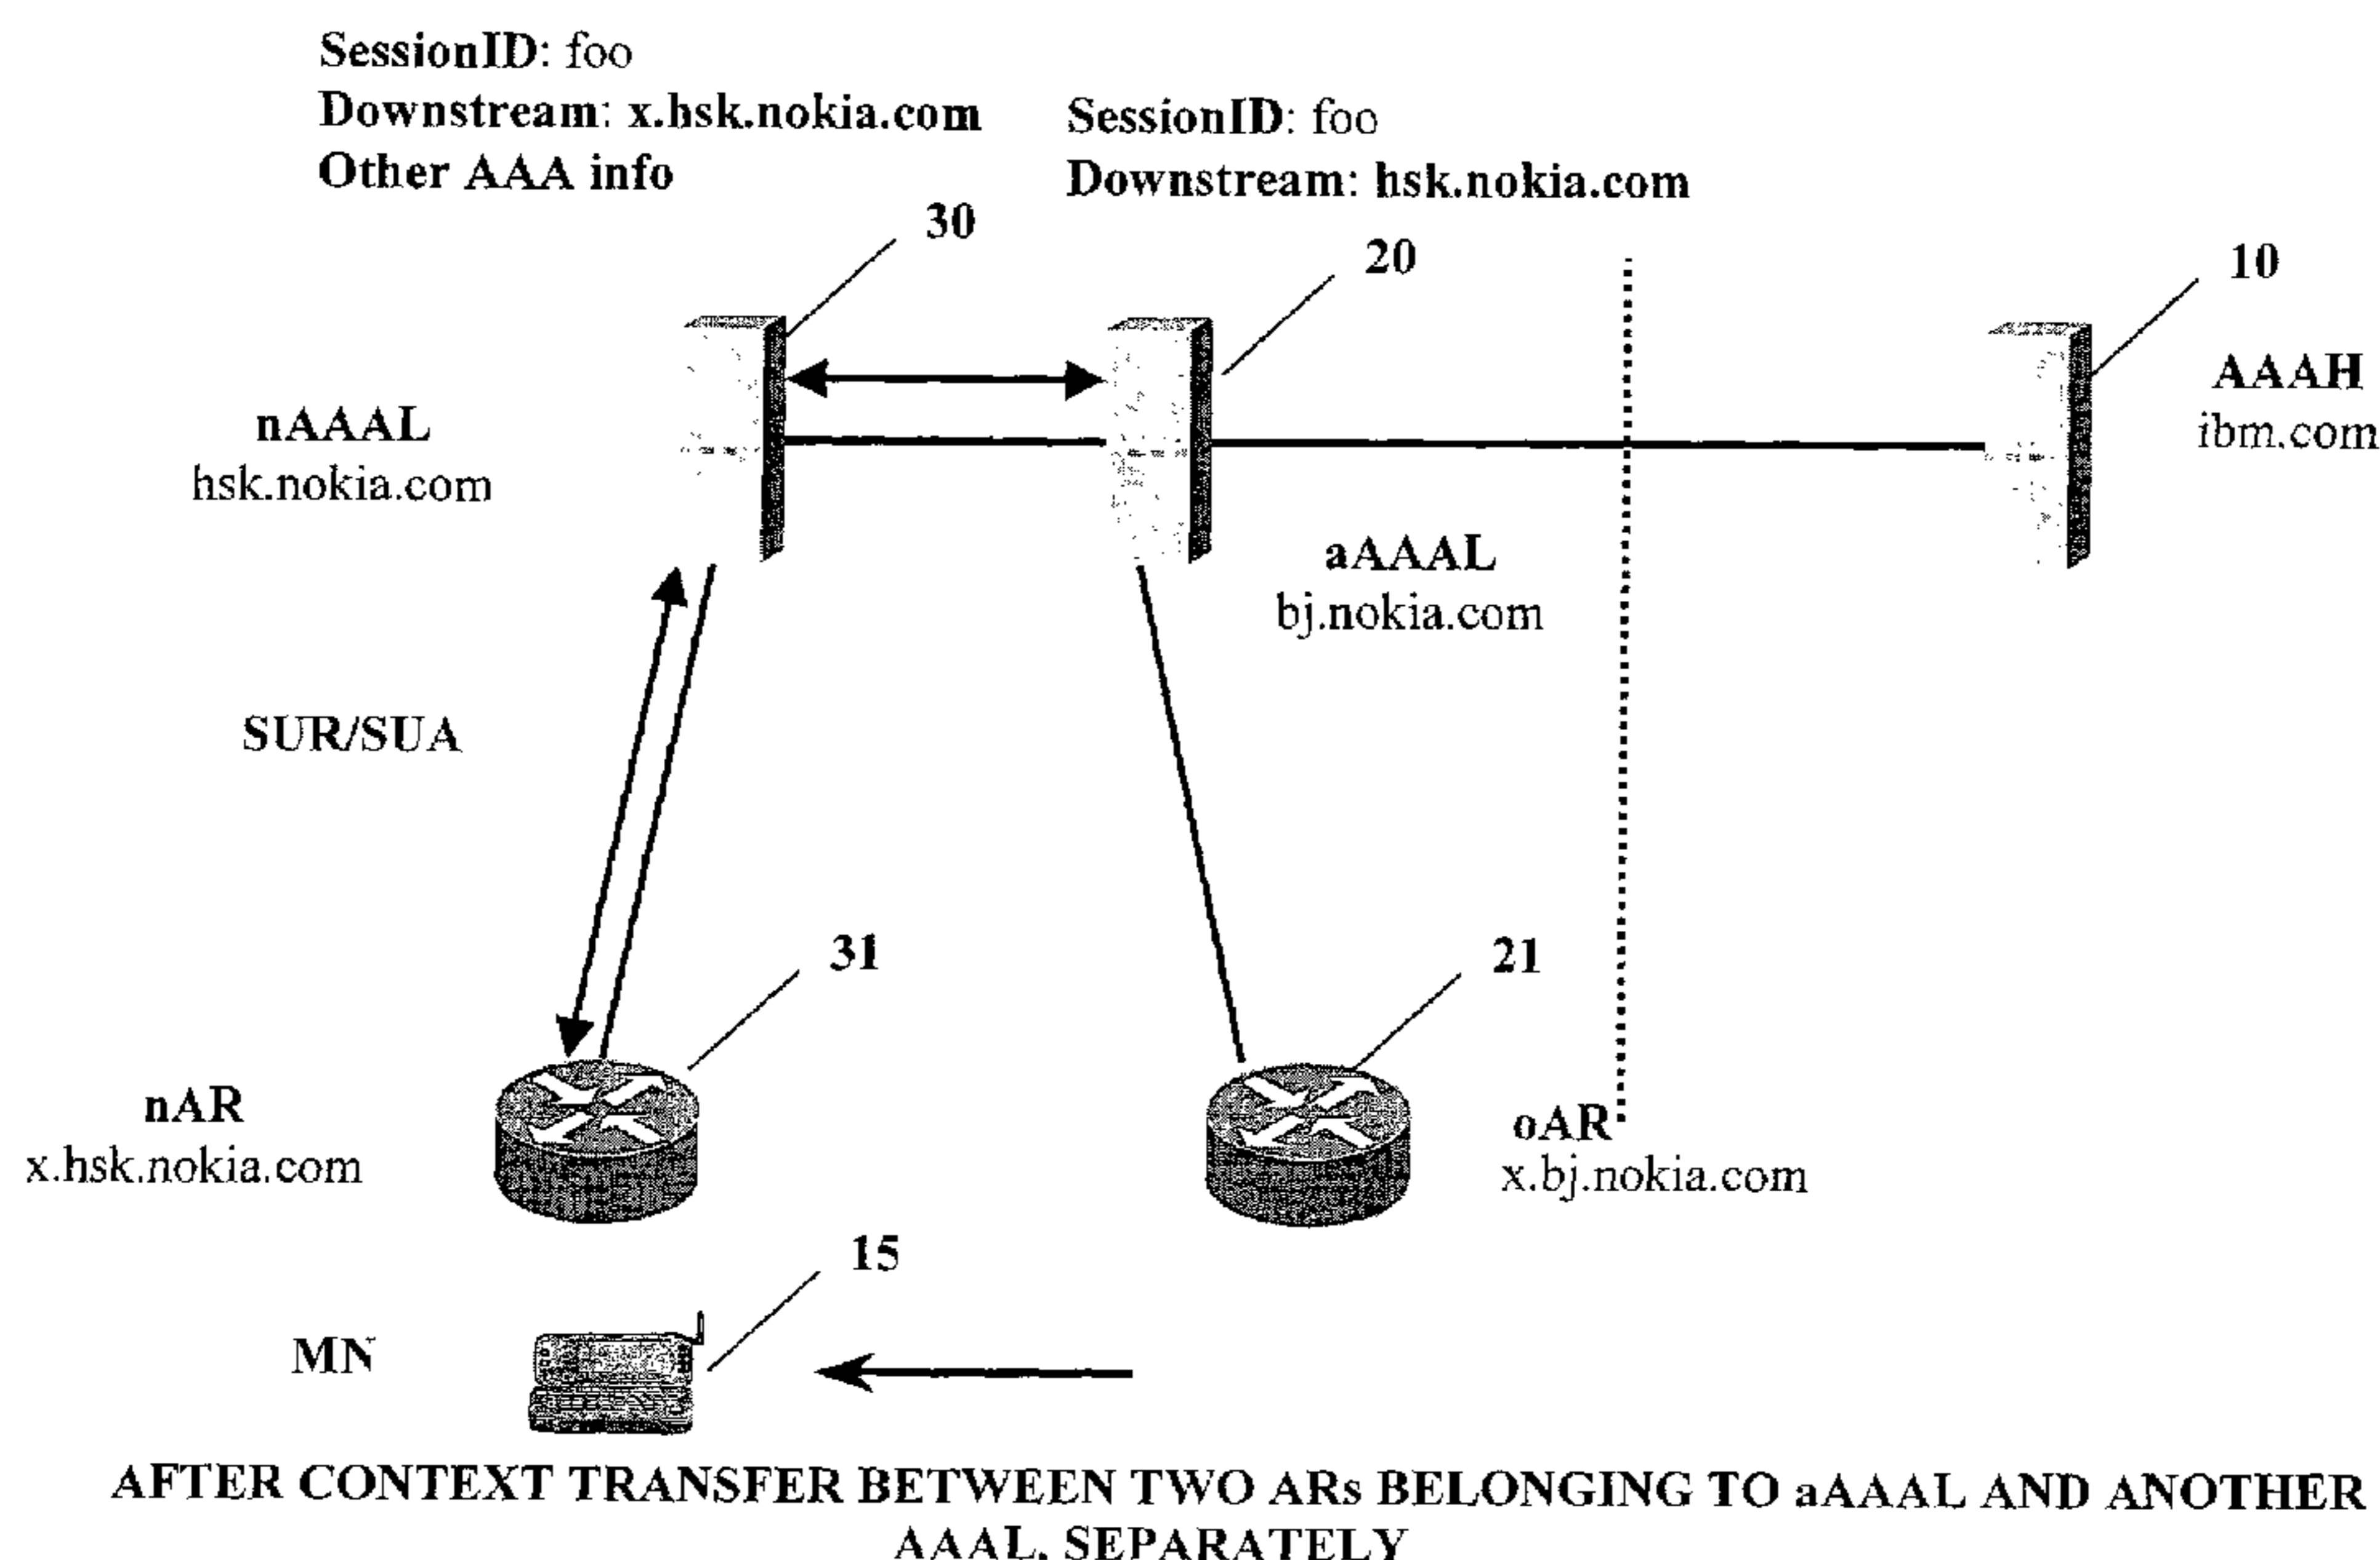 SessionID: foo
Downstream: x.hsk.nokia.com
Other AAA info
SessionID: foo
Downstream: hsk.nokia.com
30
20
10
nAAAL
hsk.nokia.com
AAAH
ibm.com
aAAAL
bj.nokia.com
SUR/SUA
31
21
nAR
x.hsk.nokia.com
oAR
x.bj.nokia.com
15
MN
AFTER CONTEXT TRANSFER BETWEEN TWO ARs BELONGING TO aAAAL AND ANOTHER
AAAL, SEPARATELY